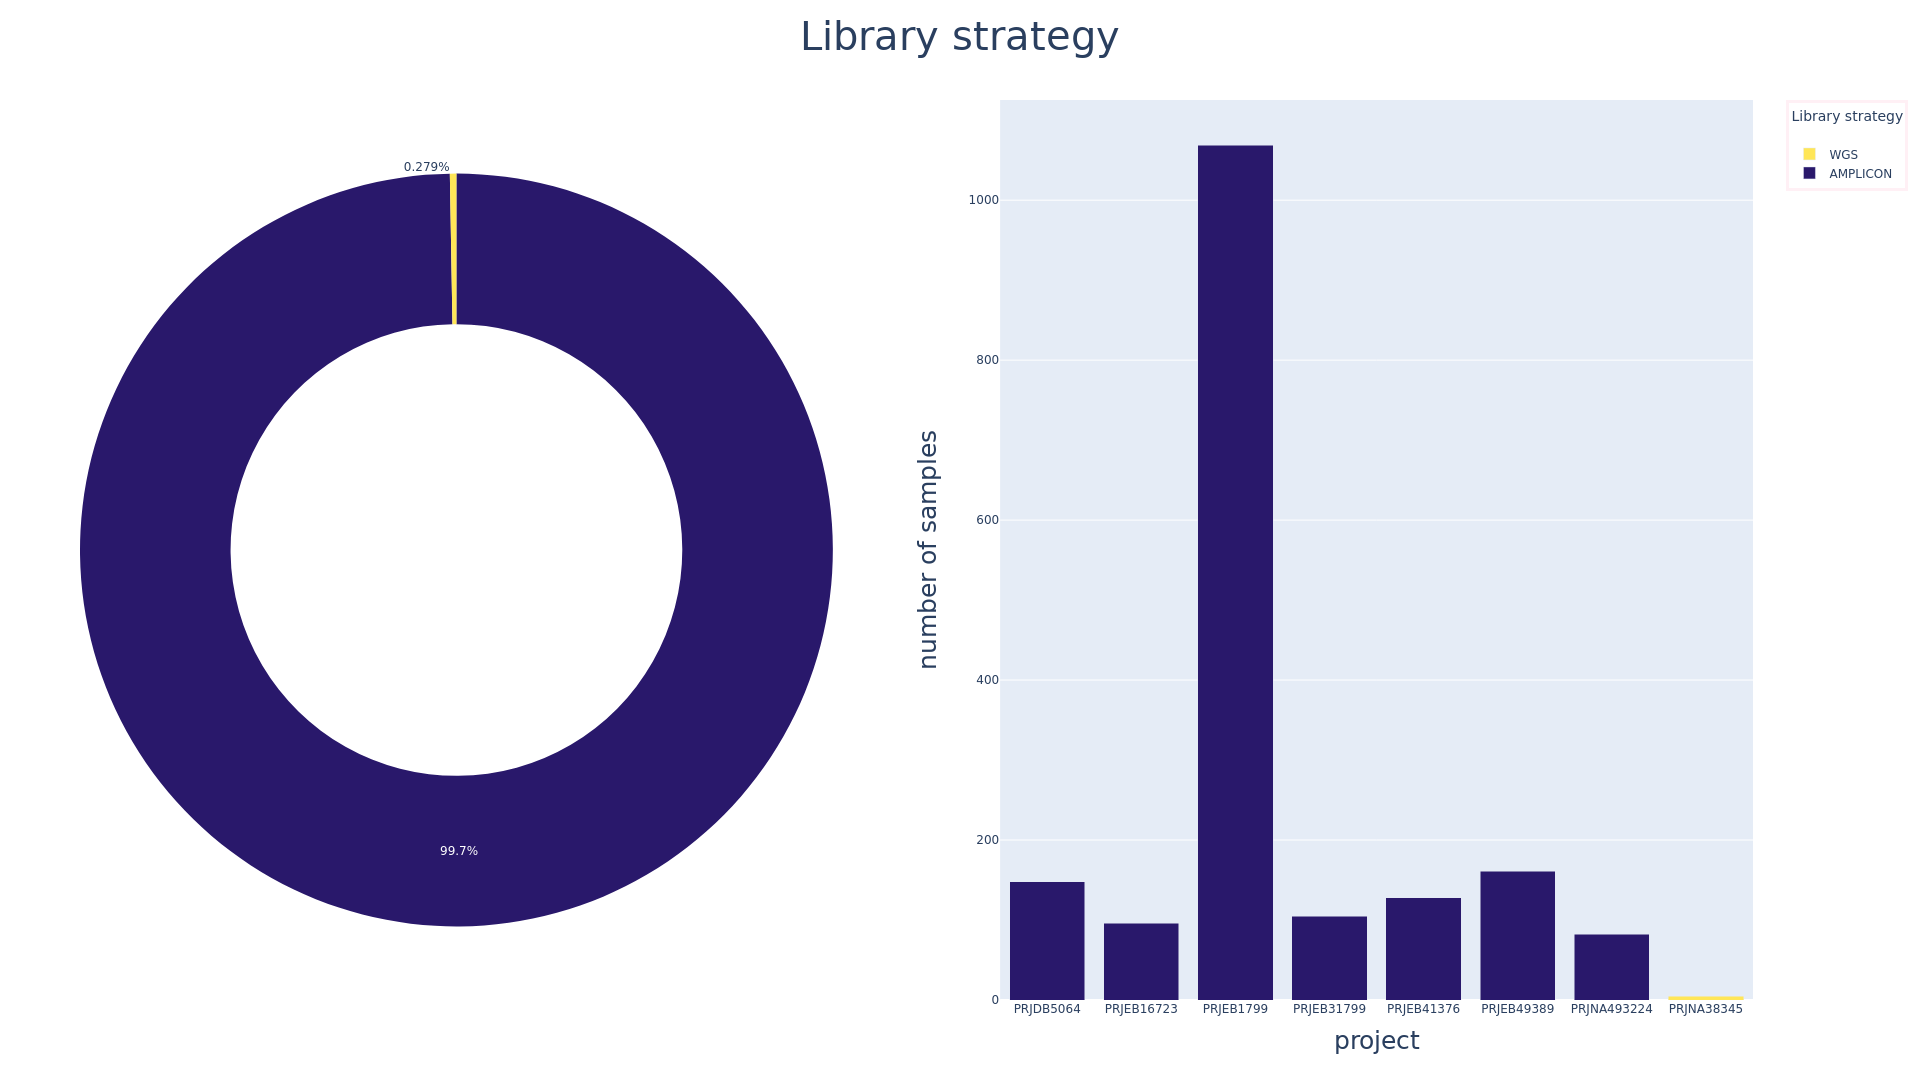 Library strategy
0.279%
99.7%
number of samples
1000
800
600
400
200
0
PRJDB5064 PRJEB16723 PRJEB1799 PRJEB31799 PRJEB41376 PRJEB49389 PRJNA493224 PRJNA38345
project
Library strategy
WGS
AMPLICON